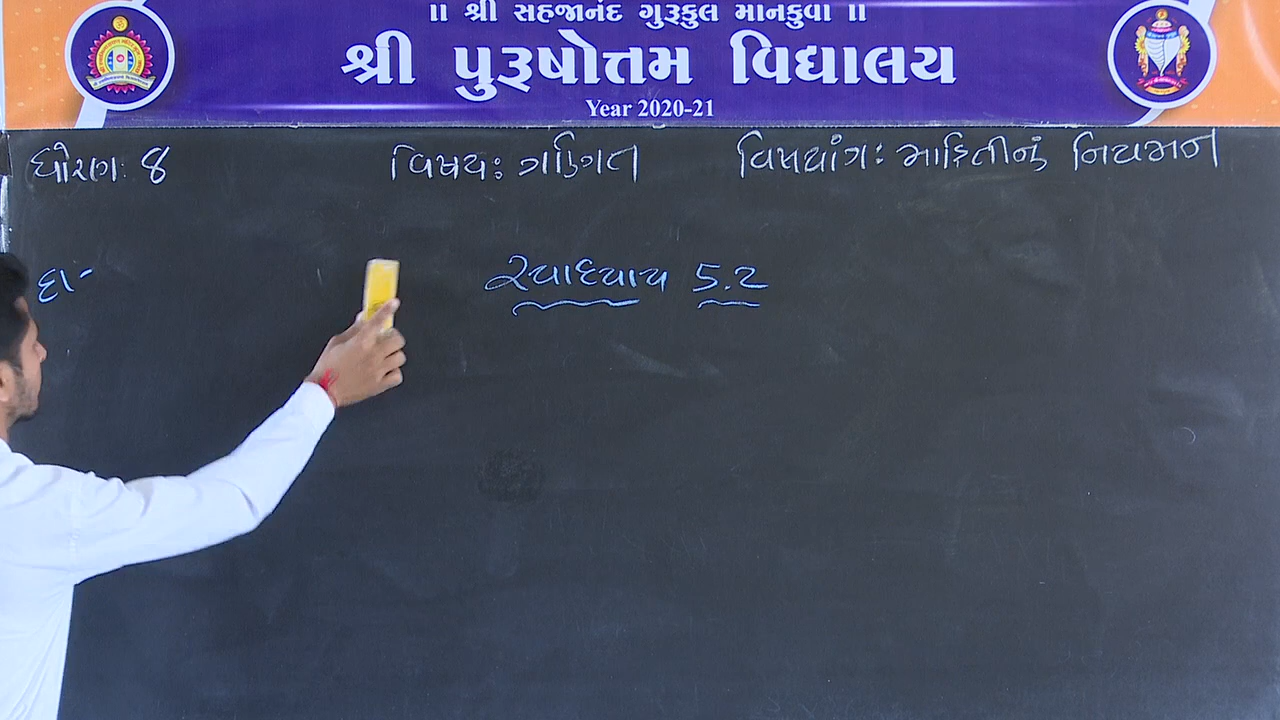 ॥ શ્રી સહજાનંદ ગુરૂકુલ માનકુવા ॥
શ્રી પુરૂષોત્તમ વિદ્યાલય
Year 2020-21
ધોરણ: 8 વિષય: ગણિત વિષયાંગ: માહિતીનું નિયમન
દા- સ્વાધ્યાય 5.2